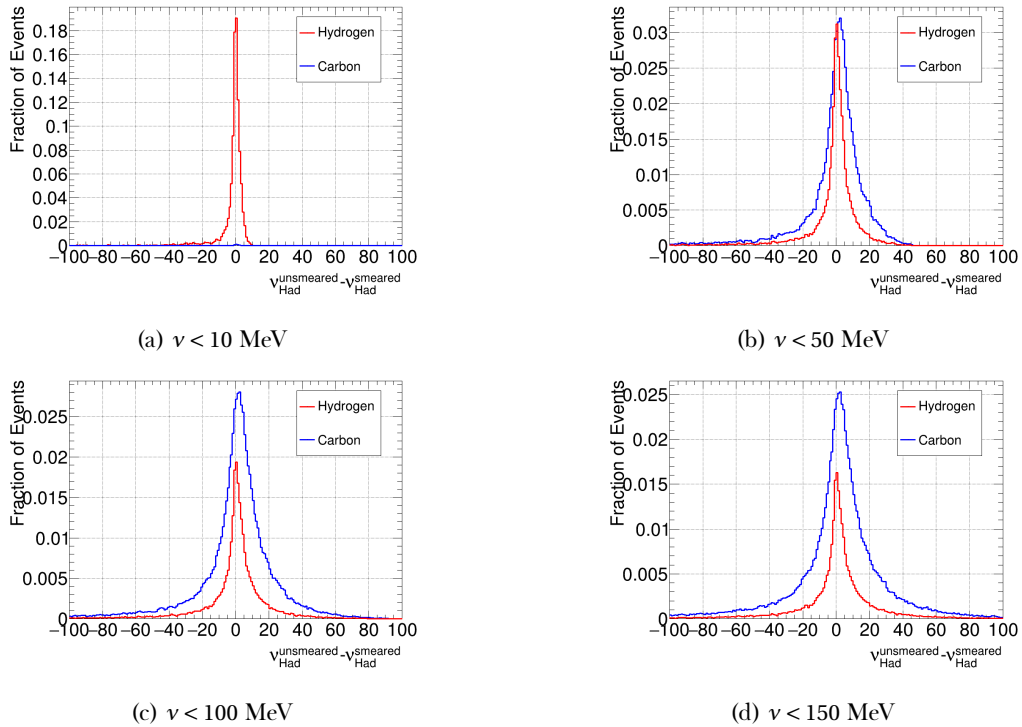 Fraction of Events
0.18
0.16
0.14
0.12
0.1
0.08
0.06
0.04
0.02
0
Hydrogen
Carbon
−100 −80 −60 −40 −20 0 20 40 60 80 100
ν_Had^unsmeared-ν_Had^smeared
(a) ν < 10 MeV
Fraction of Events
0.03
0.025
0.02
0.015
0.01
0.005
0
Hydrogen
Carbon
−100 −80 −60 −40 −20 0 20 40 60 80 100
ν_Had^unsmeared-ν_Had^smeared
(b) ν < 50 MeV
Fraction of Events
0.025
0.02
0.015
0.01
0.005
0
Hydrogen
Carbon
−100 −80 −60 −40 −20 0 20 40 60 80 100
ν_Had^unsmeared-ν_Had^smeared
(c) ν < 100 MeV
Fraction of Events
0.025
0.02
0.015
0.01
0.005
0
Hydrogen
Carbon
−100 −80 −60 −40 −20 0 20 40 60 80 100
ν_Had^unsmeared-ν_Had^smeared
(d) ν < 150 MeV